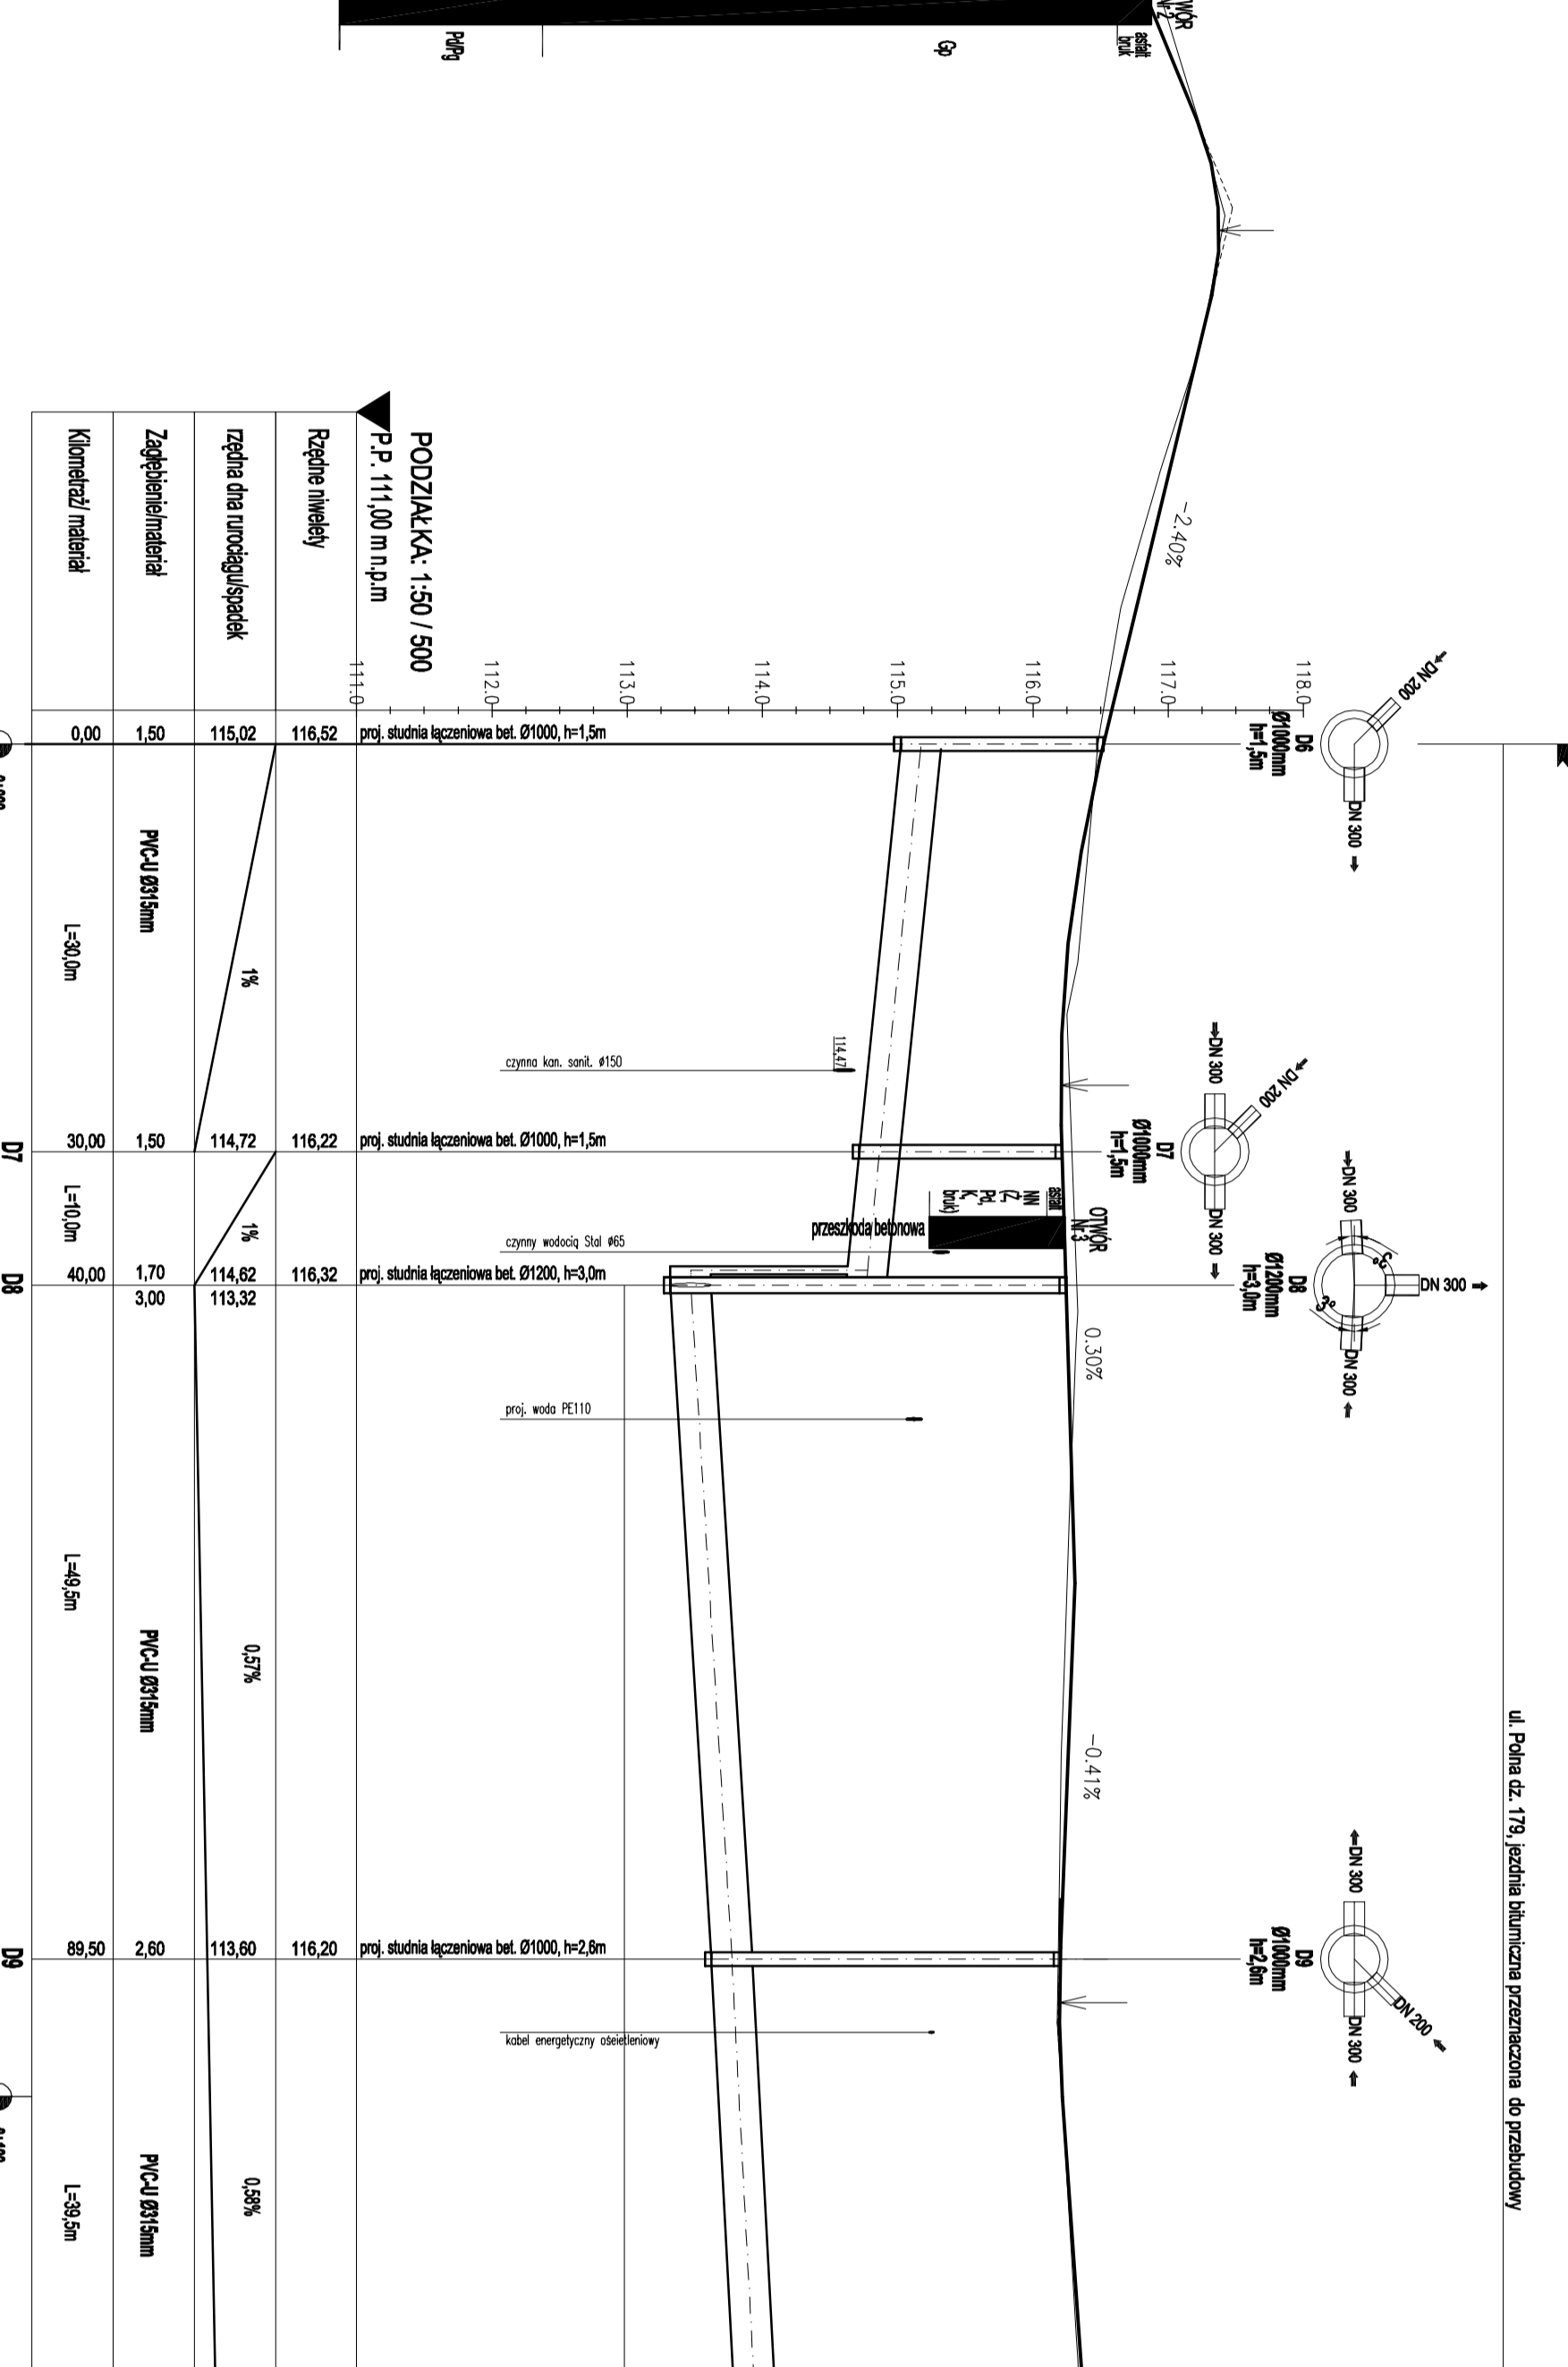 ul. Polna dz. 179, jezdnia bitumiczna przeznaczona do przebudowy
DN 200
DN 300
D6
Ø1000mm
h=1,5m
DN 300
DN 200
DN 300
D7
Ø1000mm
h=1,5m
DN 300
DN 300
DN 300
3°
3°
D8
Ø1200mm
h=3,0m
DN 300
DN 200
DN 300
D9
Ø1000mm
h=2,6m
118.0
117.0
116.0
115.0
114.0
113.0
112.0
111.0
-2.40%
0.30%
-0.41%
Nr.2
asfalt
bruk
Gp
Pd/Pg
OTWÓR
Nr.3
asfalt
NN
(Ż,
Pd,
K,
bruk)
przeszkoda betonowa
114,47
czynna kan. sanit. ø150
czynny wodocią Stal ø65
proj. woda PE110
kabel energetyczny ośeietleniowy
PODZIAŁKA: 1:50 / 500
P.P. 111,00 m n.p.m
proj. studnia łączeniowa bet. Ø1000, h=1,5m
proj. studnia łączeniowa bet. Ø1000, h=1,5m
proj. studnia łączeniowa bet. Ø1200, h=3,0m
proj. studnia łączeniowa bet. Ø1000, h=2,6m
Rzędne niwelety
116,52
116,22
116,32
116,20
rzędna dna rurociągu/spadek
115,02
1%
114,72
1%
114,62
113,32
0,57%
113,60
0,58%
Zagłębienie/materiał
1,50
PVC-U Ø315mm
1,50
1,70
3,00
PVC-U Ø315mm
2,60
PVC-U Ø315mm
Kilometraż/ materiał
0,00
L=30,0m
30,00
L=10,0m
40,00
L=49,5m
89,50
L=39,5m
D7
D8
D9